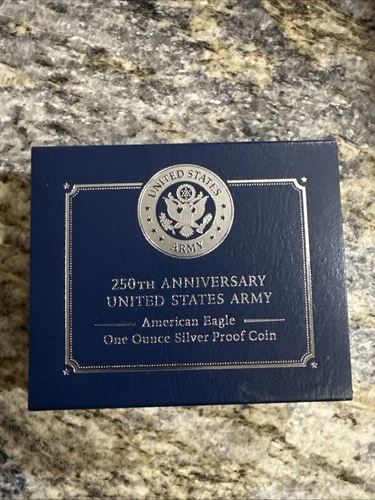 UNITED STATES
ARMY
250TH ANNIVERSARY
UNITED STATES ARMY
American Eagle
One Ounce Silver Proof Coin